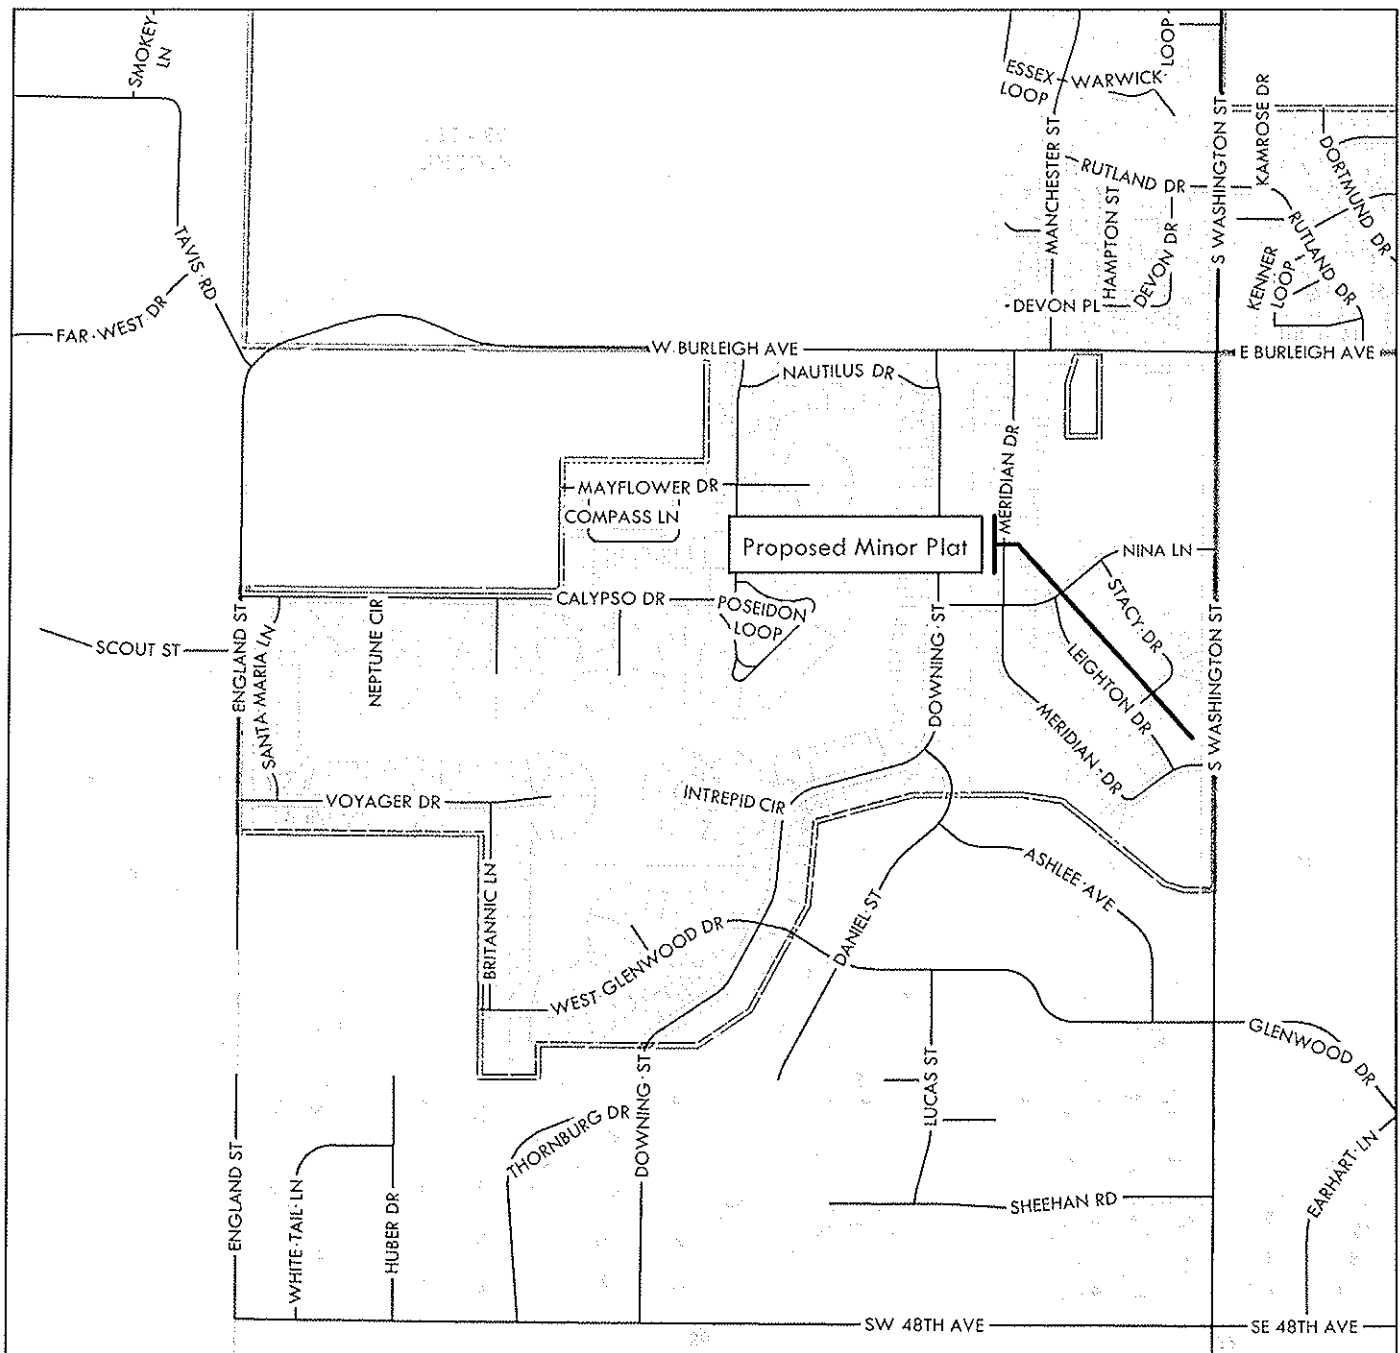 SMOKEY
LN
LOOP
ESSEX
LOOP
WARWICK
S WASHINGTON ST
KAMROSE DR
DORTMUND DR
MANCHESTER ST
RUTLAND DR
HAMPTON ST
DEVON DR
RUTLAND DR
KENNER
LOOP
TAVIS RD
FAR WEST DR
DEVON PL
W BURLEIGH AVE
E BURLEIGH AVE
NAUTILUS DR
MERIDIAN DR
MAYFLOWER DR
COMPASS LN
Proposed Minor Plat
NINA LN
STACY DR
CALYPSO DR
POSEIDON
LOOP
NEPTUNE CIR
SCOUT ST
ENGLAND ST
SANTA MARIA LN
DOWNING ST
LEIGHTON DR
S WASHINGTON ST
MERIDIAN DR
VOYAGER DR
INTREPID CIR
ASHLEE AVE
BRITANNIC LN
DANIEL ST
WEST GLENWOOD DR
GLENWOOD DR
LUCAS ST
THORNBURG DR
DOWNING ST
EARHART LN
ENGLAND ST
WHITE TAIL LN
HUBER DR
SHEEHAN RD
SW 48TH AVE
SE 48TH AVE